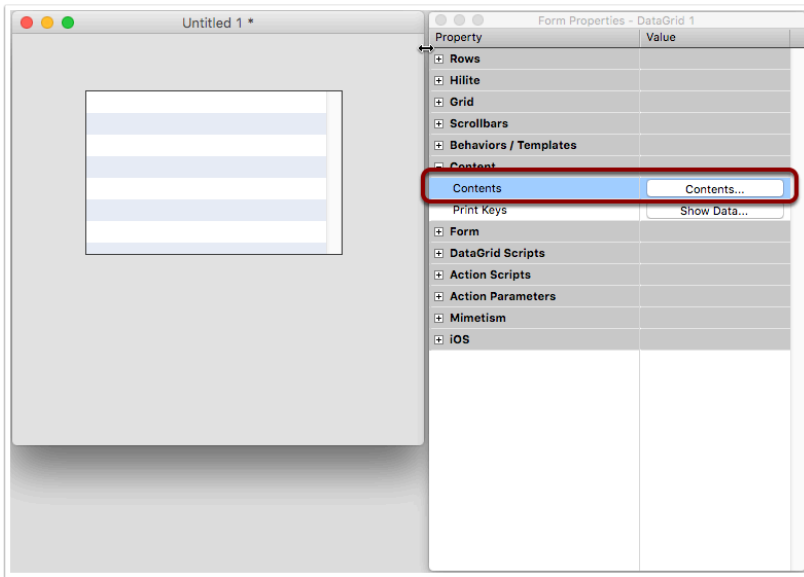 Untitled 1 *
Form Properties - DataGrid 1
Property Value
Rows
Hilite
Grid
Scrollbars
Behaviors / Templates
Content
Contents Contents...
Print Keys Show Data...
Form
DataGrid Scripts
Action Scripts
Action Parameters
Mimetism
iOS